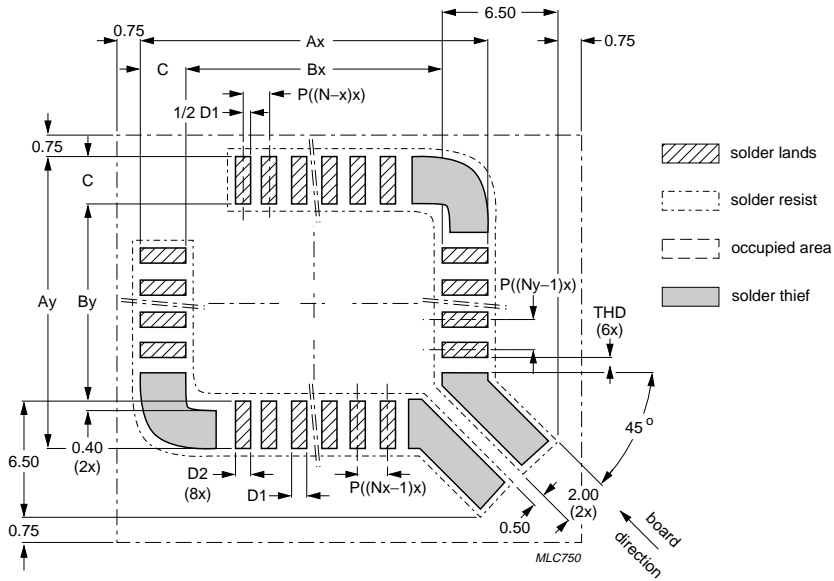 6.50
0.75
Ax
0.75
C
Bx
P((N–x)x)
1/2 D1
0.75
C
solder lands
solder resist
occupied area
solder thief
P((Ny–1)x)
THD
(6x)
Ay
By
45 o
0.40
(2x)
6.50
D2
(8x)
D1
P((Nx–1)x)
2.00
(2x)
0.50
0.75
board
direction
MLC750